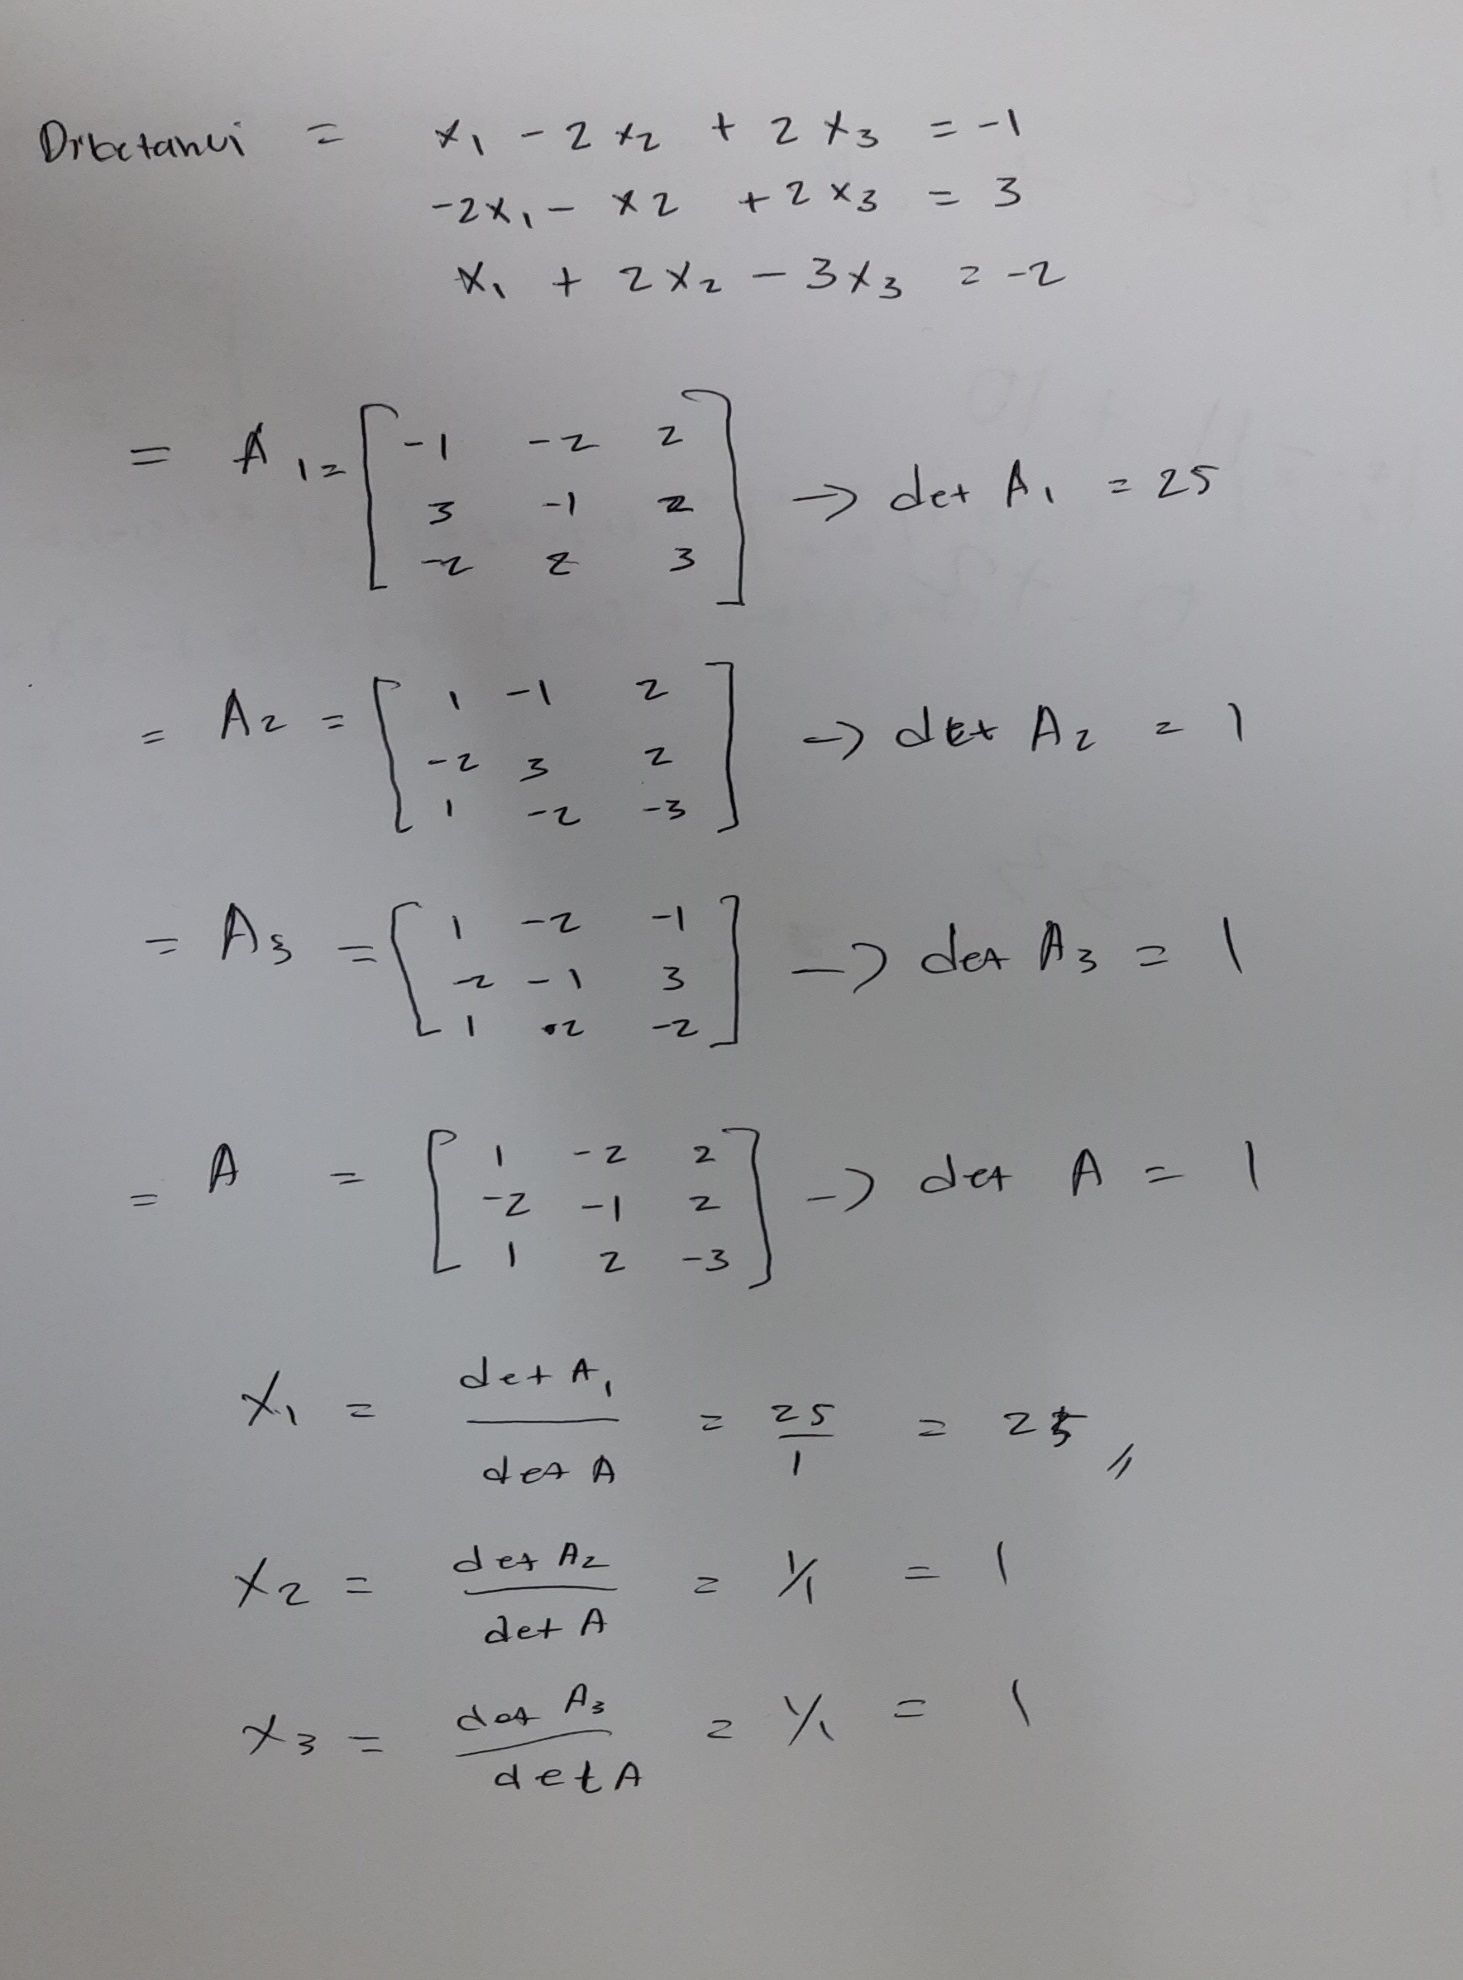 Diketahui = x₁ - 2x₂ + 2x₃ = -1
-2x₁ - x2 + 2x₃ = 3
x₁ + 2x₂ - 3x₃ = -2
= A₁ = [ -1 -2 2 ] → det A₁ = 25
3 -1 2
-2 2 3
= A₂ = [ 1 -1 2 ] → det A₂ = 1
-2 3 2
1 -2 -3
= A₃ = [ 1 -2 -1 ] → det A₃ = 1
-2 -1 3
1 2 -2
= A = [ 1 -2 2 ] → det A = 1
-2 -1 2
1 2 -3
x₁ = det A₁ / det A = 25/1 = 25 //
x₂ = det A₂ / det A = 1/1 = 1
x₃ = det A₃ / det A = 1/1 = 1